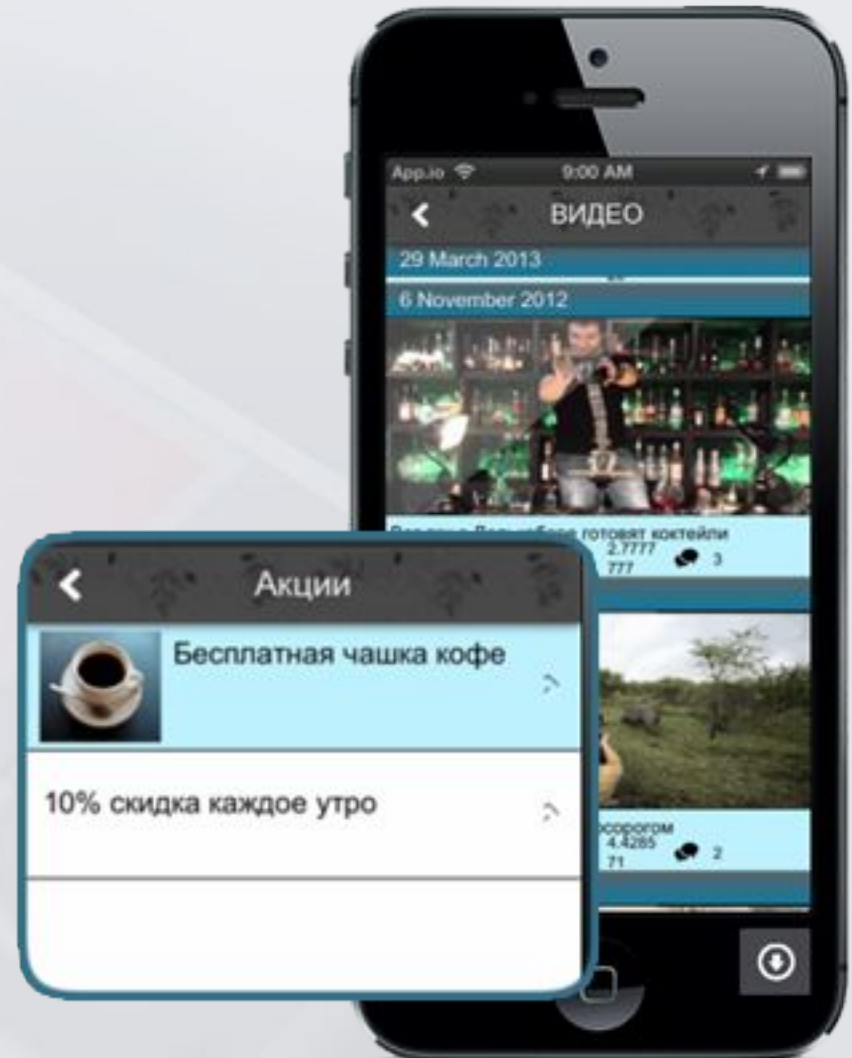 App.io 9:00 AM
ВИДЕО
29 March 2013
6 November 2012
готовят коктейли
2.7777
777
3
Акции
Бесплатная чашка кофе
10% скидка каждое утро
4.4285
71
2